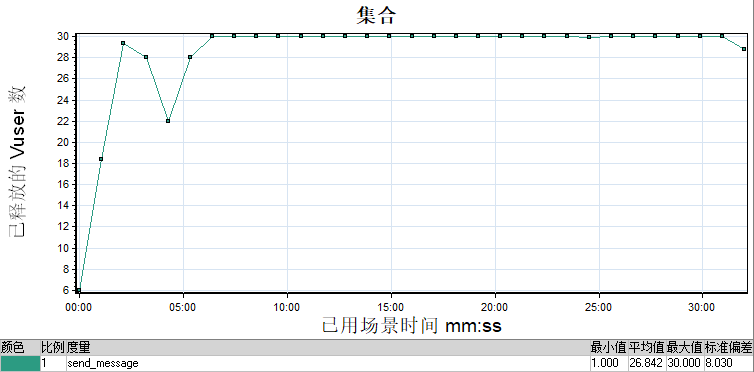 集合
已释放的 Vuser 数
30
28
26
24
22
20
18
16
14
12
10
8
6
00:00 05:00 10:00 15:00 20:00 25:00 30:00
已用场景时间 mm:ss
颜色 比例 度量 最小值 平均值 最大值 标准偏差
1 send_message 1.000 26.842 30.000 8.030